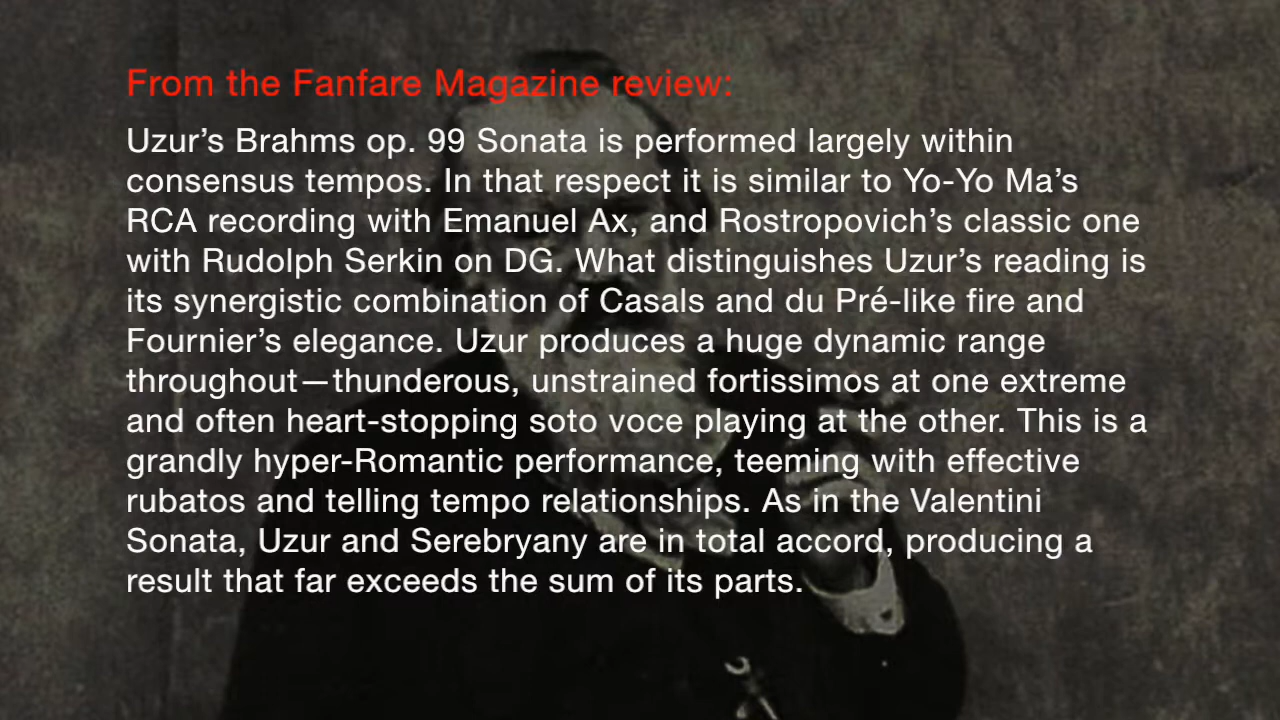 From the Fanfare Magazine review:
Uzur’s Brahms op. 99 Sonata is performed largely within
consensus tempos. In that respect it is similar to Yo-Yo Ma’s
RCA recording with Emanuel Ax, and Rostropovich’s classic one
with Rudolph Serkin on DG. What distinguishes Uzur’s reading is
its synergistic combination of Casals and du Pré-like fire and
Fournier’s elegance. Uzur produces a huge dynamic range
throughout—thunderous, unstrained fortissimos at one extreme
and often heart-stopping soto voce playing at the other. This is a
grandly hyper-Romantic performance, teeming with effective
rubatos and telling tempo relationships. As in the Valentini
Sonata, Uzur and Serebryany are in total accord, producing a
result that far exceeds the sum of its parts.